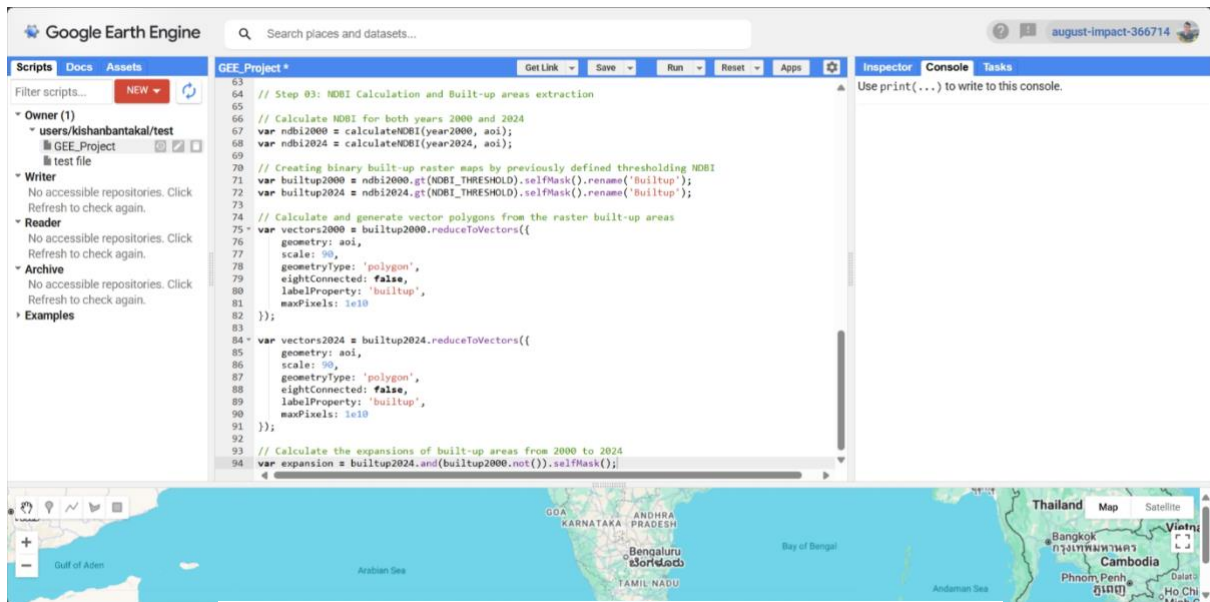 Google Earth Engine
Search places and datasets...
august-impact-366714
Scripts Docs Assets
Filter scripts...
NEW
Owner (1)
users/kishanbantakal/test
GEE_Project
test file
Writer
No accessible repositories. Click
Refresh to check again.
Reader
No accessible repositories. Click
Refresh to check again.
Archive
No accessible repositories. Click
Refresh to check again.
Examples
GEE_Project *
Get Link Save Run Reset Apps
63
64 // Step 03: NDBI Calculation and Built-up areas extraction
65
66 // Calculate NDBI for both years 2000 and 2024
67 var ndbi2000 = calculateNDBI(year2000, aoi);
68 var ndbi2024 = calculateNDBI(year2024, aoi);
69
70 // Creating binary built-up raster maps by previously defined thresholding NDBI
71 var builtup2000 = ndbi2000.gt(NDBI_THRESHOLD).selfMask().rename('Builtup');
72 var builtup2024 = ndbi2024.gt(NDBI_THRESHOLD).selfMask().rename('Builtup');
73
74 // Calculate and generate vector polygons from the raster built-up areas
75 var vectors2000 = builtup2000.reduceToVectors({
76 geometry: aoi,
77 scale: 90,
78 geometryType: 'polygon',
79 eightConnected: false,
80 labelProperty: 'builtup',
81 maxPixels: 1e10
82 });
83
84 var vectors2024 = builtup2024.reduceToVectors({
85 geometry: aoi,
86 scale: 90,
87 geometryType: 'polygon',
88 eightConnected: false,
89 labelProperty: 'builtup',
90 maxPixels: 1e10
91 });
92
93 // Calculate the expansions of built-up areas from 2000 to 2024
94 var expansion = builtup2024.and(builtup2000.not()).selfMask();
Inspector Console Tasks
Use print(...) to write to this console.
Gulf of Aden
Arabian Sea
GOA
KARNATAKA
ANDHRA
PRADESH
Bengaluru
ಬೆಂಗಳೂರು
TAMIL NADU
Bay of Bengal
Andaman Sea
Thailand
Map Satellite
Bangkok
กรุงเทพมหานคร
Cambodia
Phnom Penh
ភ្នំពេញ
Ho Chi